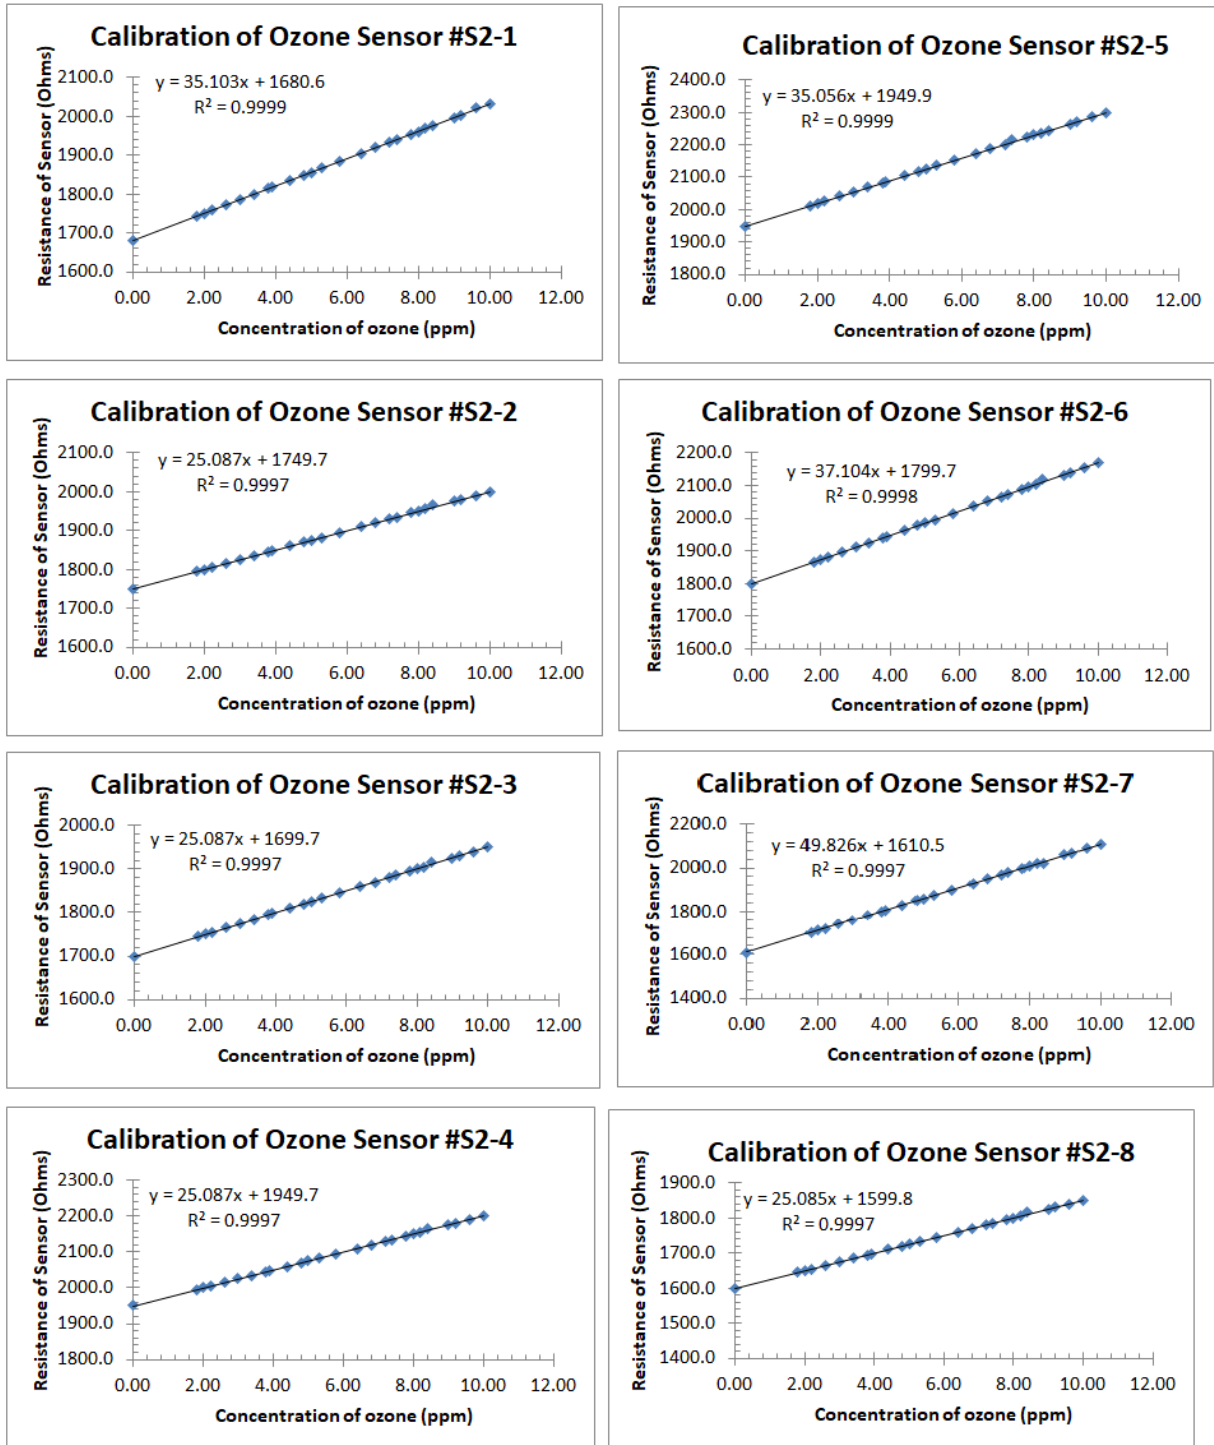 Calibration of Ozone Sensor #S2-1
y = 35.103x + 1680.6
R² = 0.9999
Resistance of Sensor (Ohms)
2100.0
2000.0
1900.0
1800.0
1700.0
1600.0
0.00 2.00 4.00 6.00 8.00 10.00 12.00
Concentration of ozone (ppm)
Calibration of Ozone Sensor #S2-5
y = 35.056x + 1949.9
R² = 0.9999
Resistance of Sensor (Ohms)
2400.0
2300.0
2200.0
2100.0
2000.0
1900.0
1800.0
0.00 2.00 4.00 6.00 8.00 10.00 12.00
Concentration of ozone (ppm)
Calibration of Ozone Sensor #S2-2
y = 25.087x + 1749.7
R² = 0.9997
Resistance of Sensor (Ohms)
2100.0
2000.0
1900.0
1800.0
1700.0
1600.0
0.00 2.00 4.00 6.00 8.00 10.00 12.00
Concentration of ozone (ppm)
Calibration of Ozone Sensor #S2-6
y = 37.104x + 1799.7
R² = 0.9998
Resistance of Sensor (Ohms)
2200.0
2100.0
2000.0
1900.0
1800.0
1700.0
1600.0
0.00 2.00 4.00 6.00 8.00 10.00 12.00
Concentration of ozone (ppm)
Calibration of Ozone Sensor #S2-3
y = 25.087x + 1699.7
R² = 0.9997
Resistance of Sensor (Ohms)
2000.0
1900.0
1800.0
1700.0
1600.0
0.00 2.00 4.00 6.00 8.00 10.00 12.00
Concentration of ozone (ppm)
Calibration of Ozone Sensor #S2-7
y = 49.826x + 1610.5
R² = 0.9997
Resistance of Sensor (Ohms)
2200.0
2000.0
1800.0
1600.0
1400.0
0.00 2.00 4.00 6.00 8.00 10.00 12.00
Concentration of ozone (ppm)
Calibration of Ozone Sensor #S2-4
y = 25.087x + 1949.7
R² = 0.9997
Resistance of Sensor (Ohms)
2300.0
2200.0
2100.0
2000.0
1900.0
1800.0
0.00 2.00 4.00 6.00 8.00 10.00 12.00
Concentration of ozone (ppm)
Calibration of Ozone Sensor #S2-8
y = 25.085x + 1599.8
R² = 0.9997
Resistance of Sensor (Ohms)
1900.0
1800.0
1700.0
1600.0
1500.0
1400.0
0.00 2.00 4.00 6.00 8.00 10.00 12.00
Concentration of ozone (ppm)